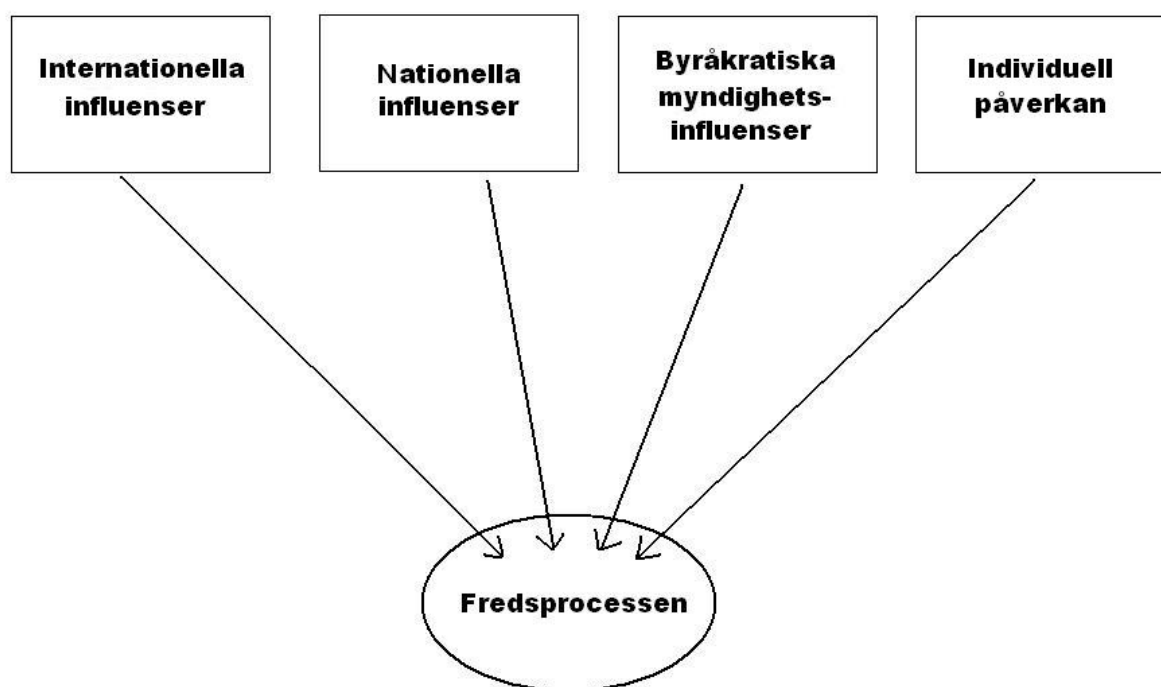 Internationella
influenser
Nationella
influenser
Byråkratiska
myndighets-
influenser
Individuell
påverkan
Fredsprocessen